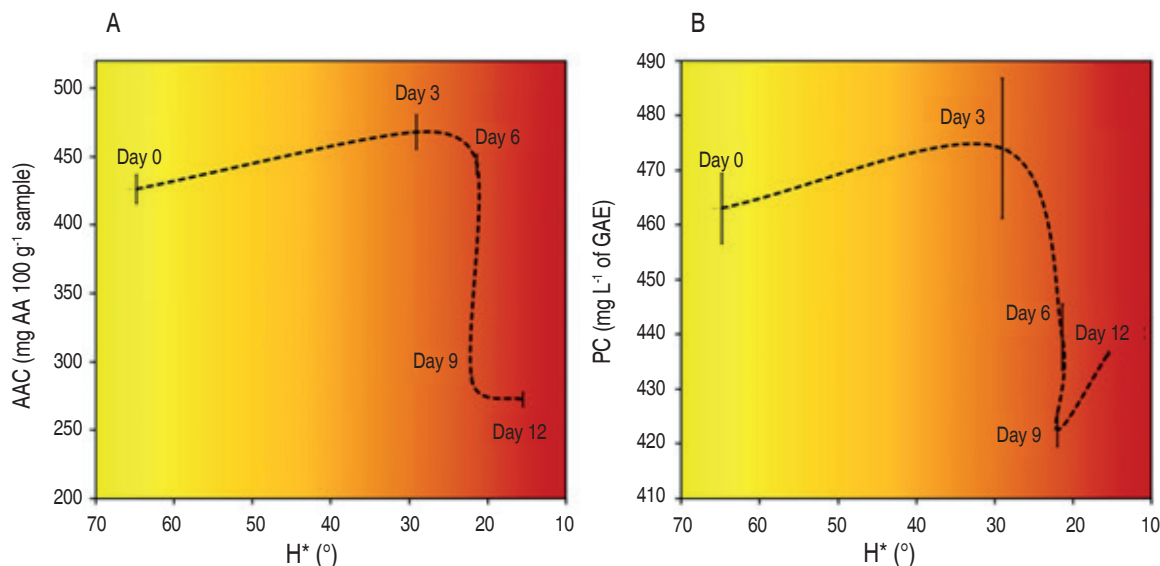 A
500
450
400
350
300
250
200
AAC (mg AA 100 g⁻¹ sample)
Day 0
Day 3
Day 6
Day 9
Day 12
70 60 50 40 30 20 10
H* (°)
B
490
480
470
460
450
440
430
420
410
PC (mg L⁻¹ of GAE)
Day 0
Day 3
Day 6
Day 12
Day 9
70 60 50 40 30 20 10
H* (°)